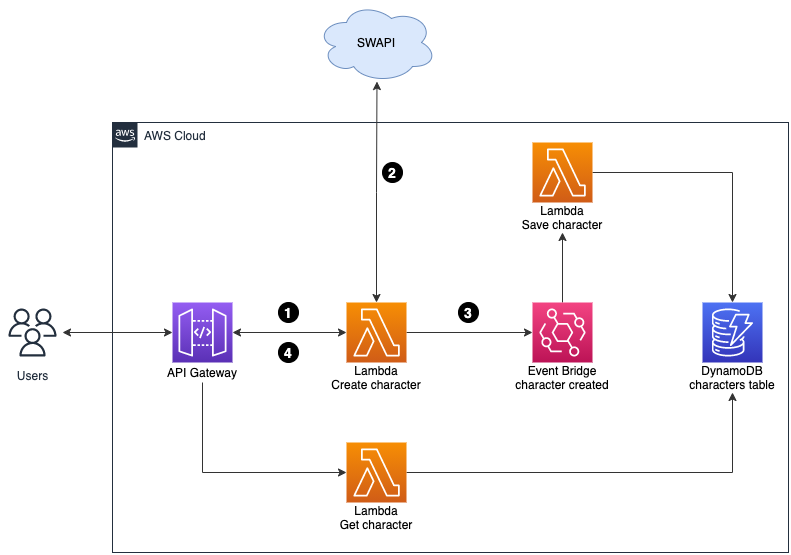 SWAPI
aws
AWS Cloud
2
Lambda
Save character
1
3
4
Users
API Gateway
Lambda
Create character
Event Bridge
character created
DynamoDB
characters table
Lambda
Get character